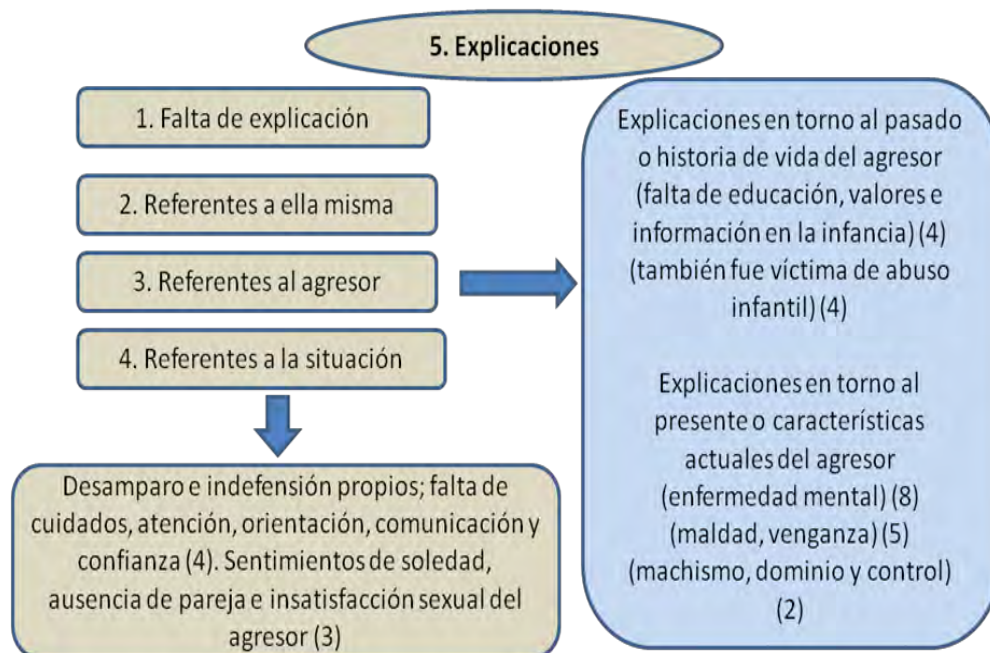 5. Explicaciones
1. Falta de explicación
2. Referentes a ella misma
3. Referentes al agresor
4. Referentes a la situación
Explicaciones en torno al pasado
o historia de vida del agresor
(falta de educación, valores e
información en la infancia) (4)
(también fue víctima de abuso
infantil) (4)
Explicaciones en torno al
presente o características
actuales del agresor
(enfermedad mental) (8)
(maldad, venganza) (5)
(machismo, dominio y control)
(2)
Desamparo e indefensión propios; falta de
cuidados, atención, orientación, comunicación y
confianza (4). Sentimientos de soledad,
ausencia de pareja e insatisfacción sexual del
agresor (3)